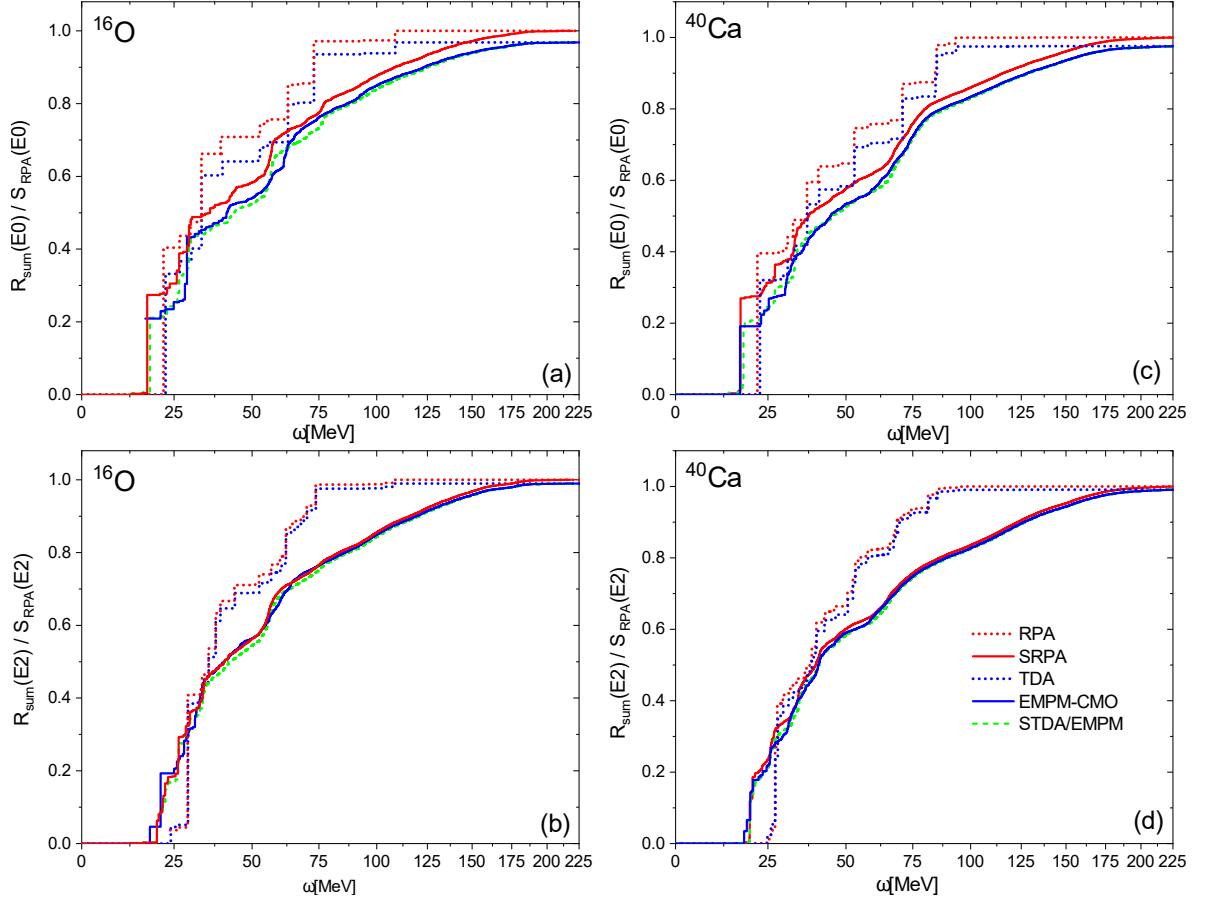 ¹⁶O
(a)
R_sum(E0) / S_RPA(E0)
1.0
0.8
0.6
0.4
0.2
0.0
0 25 50 75 100 125 150 175 200 225
ω[MeV]
⁴⁰Ca
(c)
R_sum(E0) / S_RPA(E0)
1.0
0.8
0.6
0.4
0.2
0.0
0 25 50 75 100 125 150 175 200 225
ω[MeV]
¹⁶O
(b)
R_sum(E2) / S_RPA(E2)
1.0
0.8
0.6
0.4
0.2
0.0
0 25 50 75 100 125 150 175 200 225
ω[MeV]
⁴⁰Ca
(d)
R_sum(E2) / S_RPA(E2)
1.0
0.8
0.6
0.4
0.2
0.0
RPA
SRPA
TDA
EMPM-CMO
STDA/EMPM
0 25 50 75 100 125 150 175 200 225
ω[MeV]